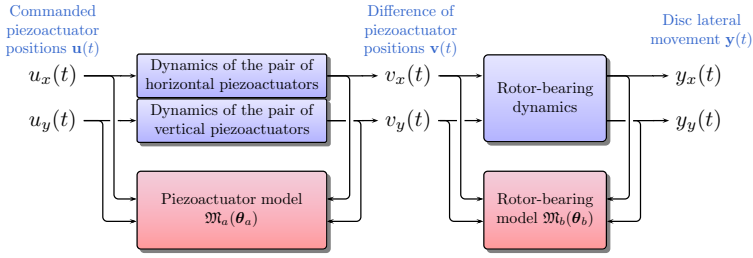 Commanded
piezoactuator
positions u(t)
Difference of
piezoactuator
positions v(t)
Disc lateral
movement y(t)
u_x(t)
Dynamics of the pair of
horizontal piezoactuators
v_x(t)
Rotor-bearing
dynamics
y_x(t)
u_y(t)
Dynamics of the pair of
vertical piezoactuators
v_y(t)
y_y(t)
Piezoactuator model
𝔐_a(θ_a)
Rotor-bearing
model 𝔐_b(θ_b)